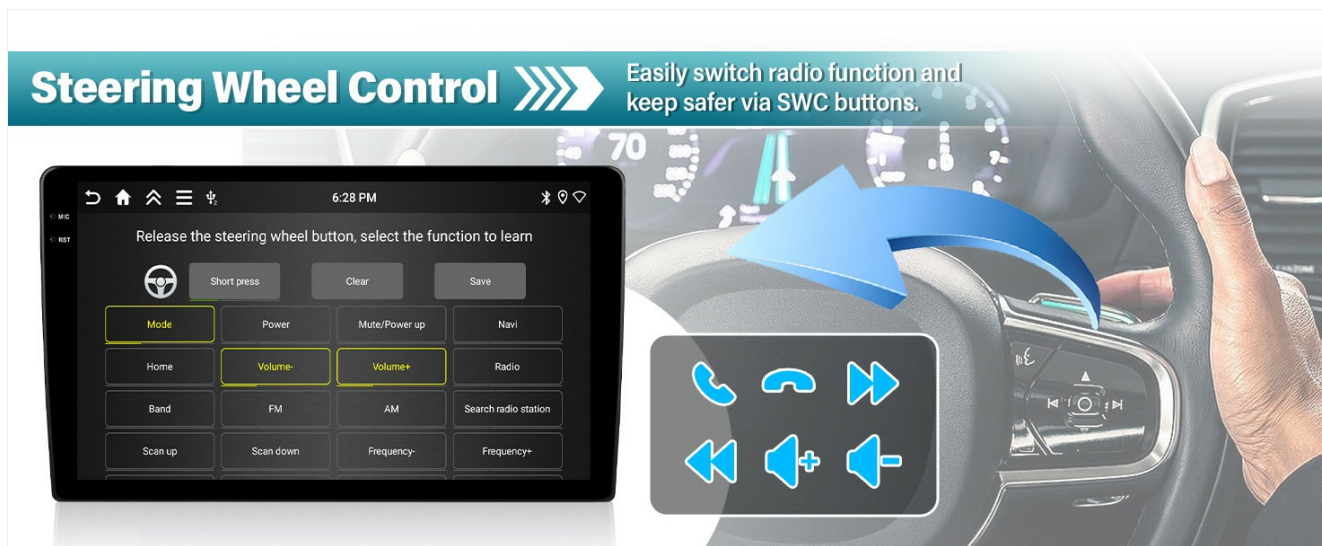 Steering Wheel Control
Easily switch radio function and
keep safer via SWC buttons.
70
6:28 PM
MIC
RST
Release the steering wheel button, select the function to learn
Short press
Clear
Save
Mode
Power
Mute/Power up
Navi
Home
Volume-
Volume+
Radio
Band
FM
AM
Search radio station
Scan up
Scan down
Frequency-
Frequency+